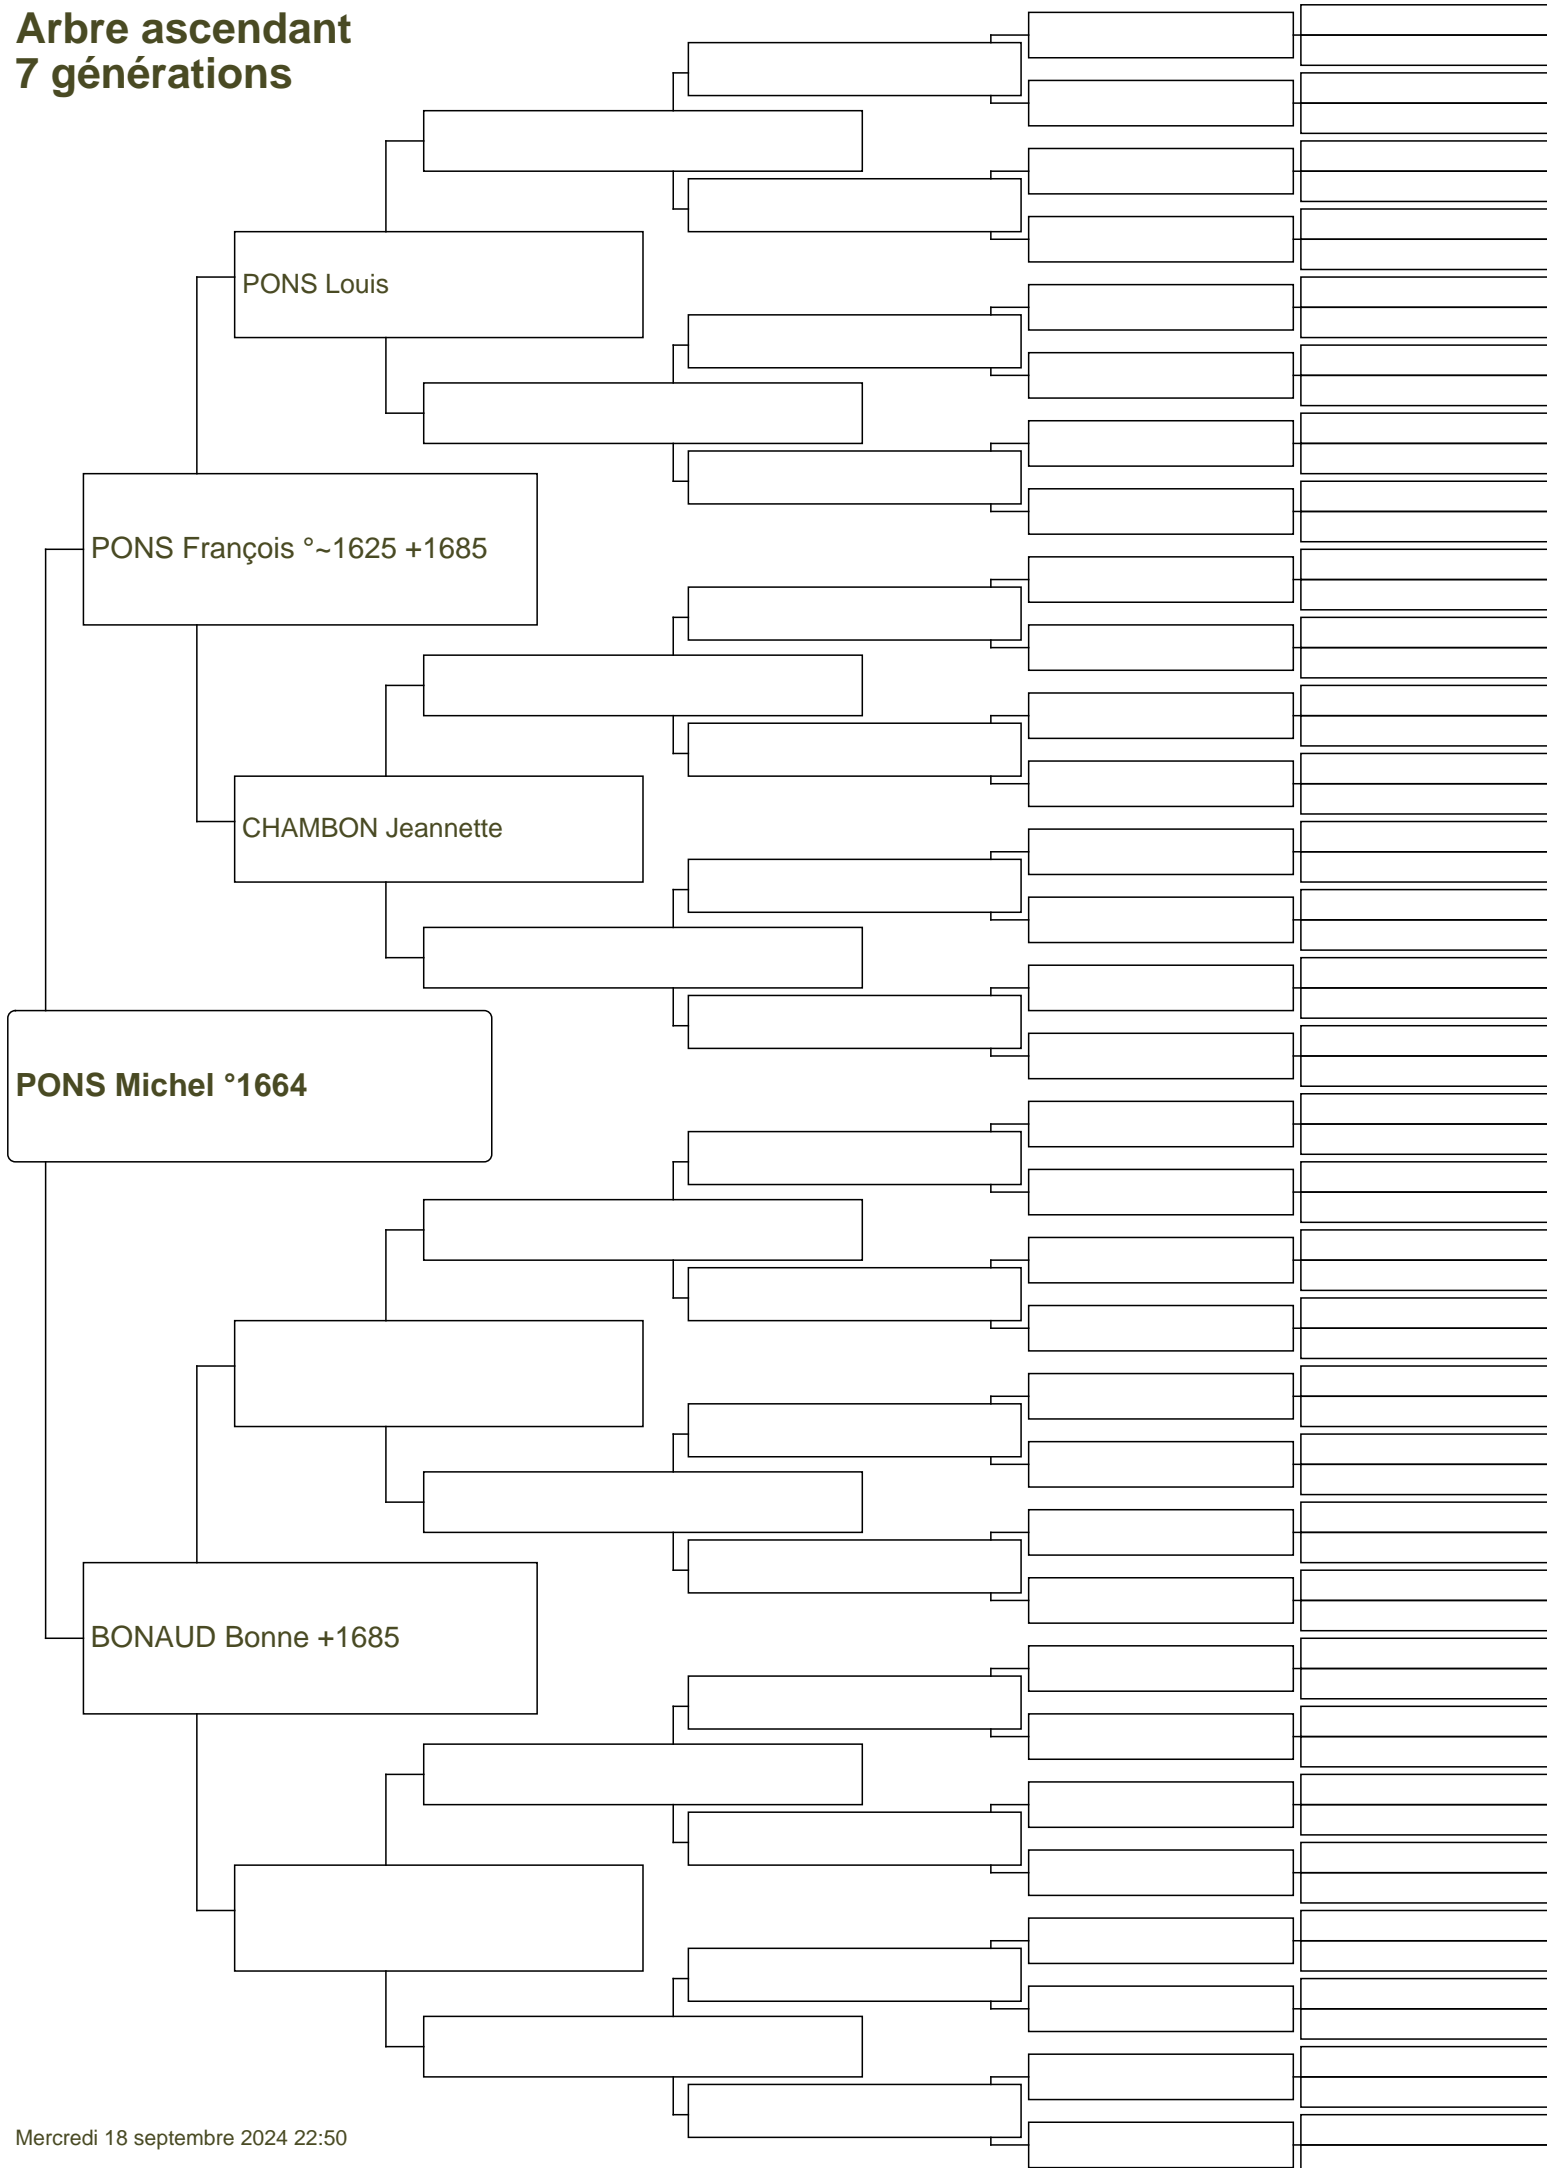 Arbre ascendant
7 générations
PONS Louis
PONS François °~1625 +1685
CHAMBON Jeannette
PONS Michel °1664
BONAUD Bonne +1685
Mercredi 18 septembre 2024 22:50